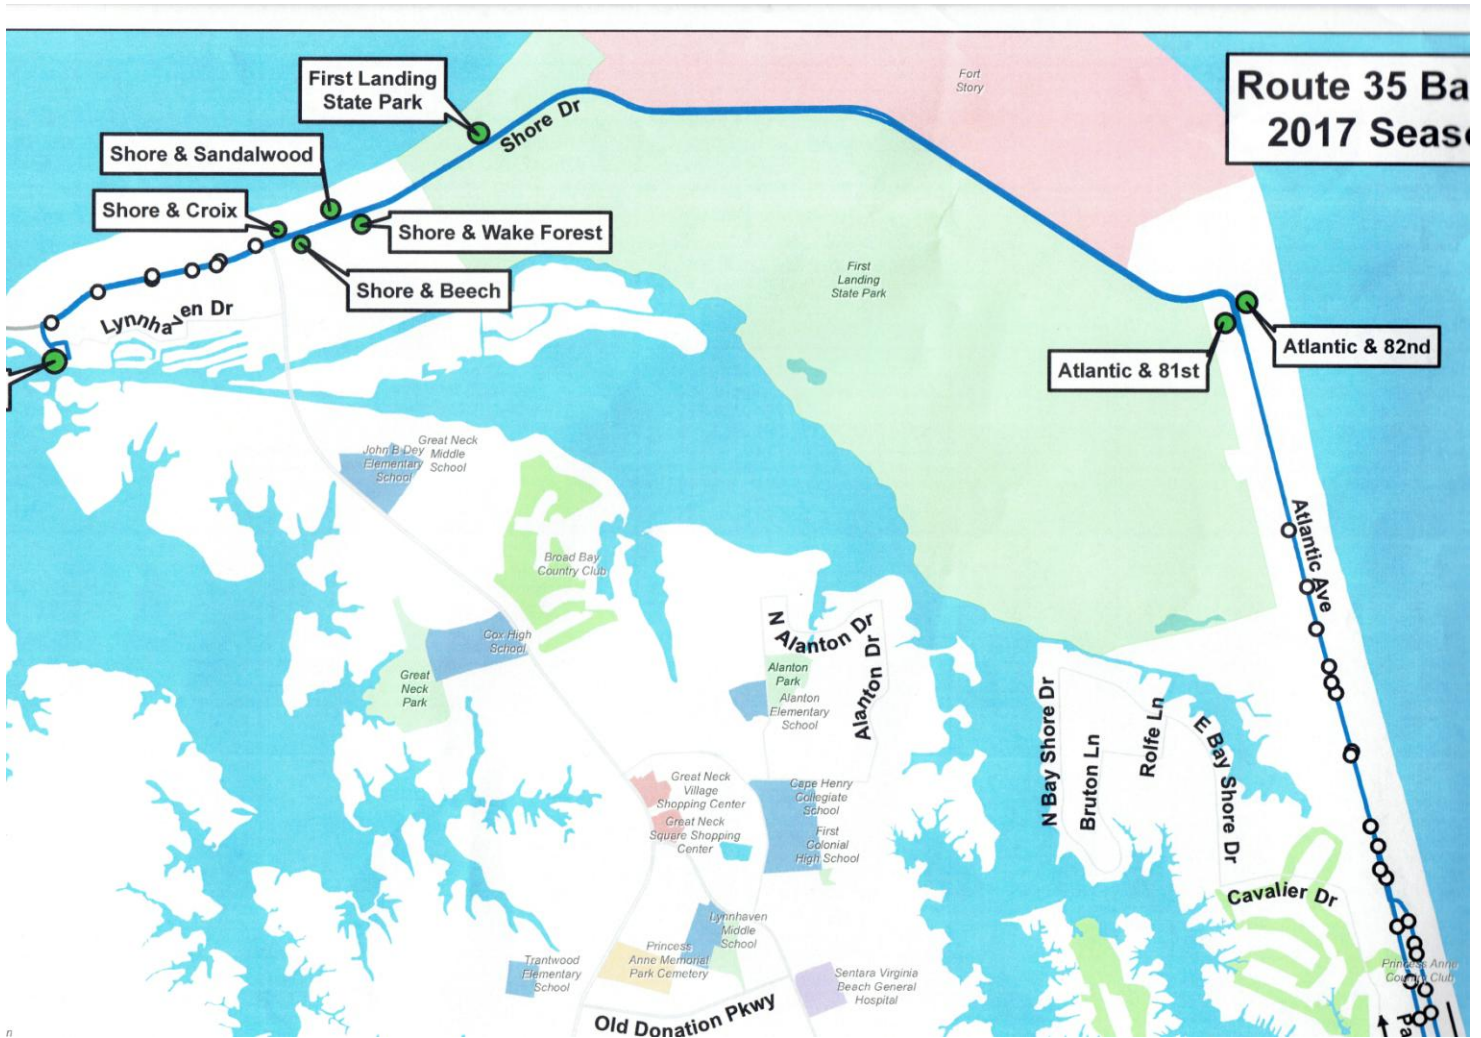 Route 35 Ba
2017 Seas
First Landing
State Park
Shore Dr
Fort
Story
Shore & Sandalwood
Shore & Croix
Shore & Wake Forest
Shore & Beech
Lynnhaven Dr
First
Landing
State Park
Atlantic & 82nd
Atlantic & 81st
Atlantic Ave
John B Dey
Elementary
School
Great Neck
Middle
School
Broad Bay
Country Club
Cox High
School
Great
Neck
Park
N Alanton Dr
Alanton Dr
Alanton
Park
Alanton
Elementary
School
N Bay Shore Dr
Bruton Ln
Rolfe Ln
E Bay Shore Dr
Great Neck
Village
Shopping Center
Great Neck
Square Shopping
Center
Cape Henry
Collegiate
School
First
Colonial
High School
Cavalier Dr
Lynnhaven
Middle
School
Princess
Anne Memorial
Park Cemetery
Trantwood
Elementary
School
Sentara Virginia
Beach General
Hospital
Princess Anne
Country Club
Old Donation Pkwy
Pa
n